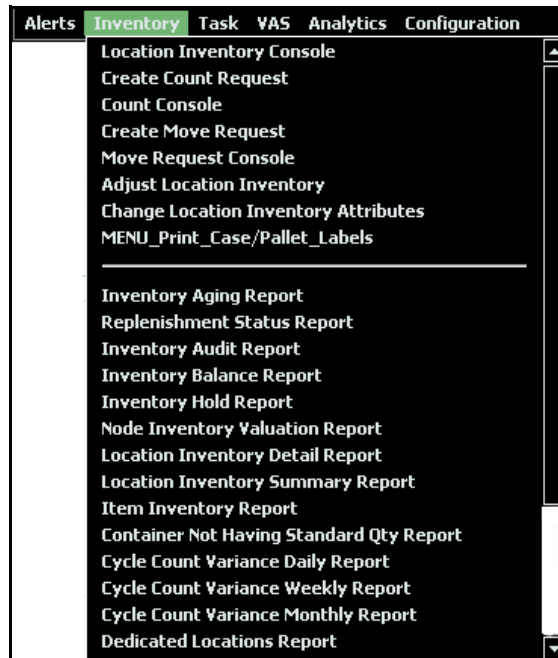 Alerts Inventory Task VAS Analytics Configuration
Location Inventory Console
Create Count Request
Count Console
Create Move Request
Move Request Console
Adjust Location Inventory
Change Location Inventory Attributes
MENU_Print_Case/Pallet_Labels
Inventory Aging Report
Replenishment Status Report
Inventory Audit Report
Inventory Balance Report
Inventory Hold Report
Node Inventory Valuation Report
Location Inventory Detail Report
Location Inventory Summary Report
Item Inventory Report
Container Not Having Standard Qty Report
Cycle Count Variance Daily Report
Cycle Count Variance Weekly Report
Cycle Count Variance Monthly Report
Dedicated Locations Report